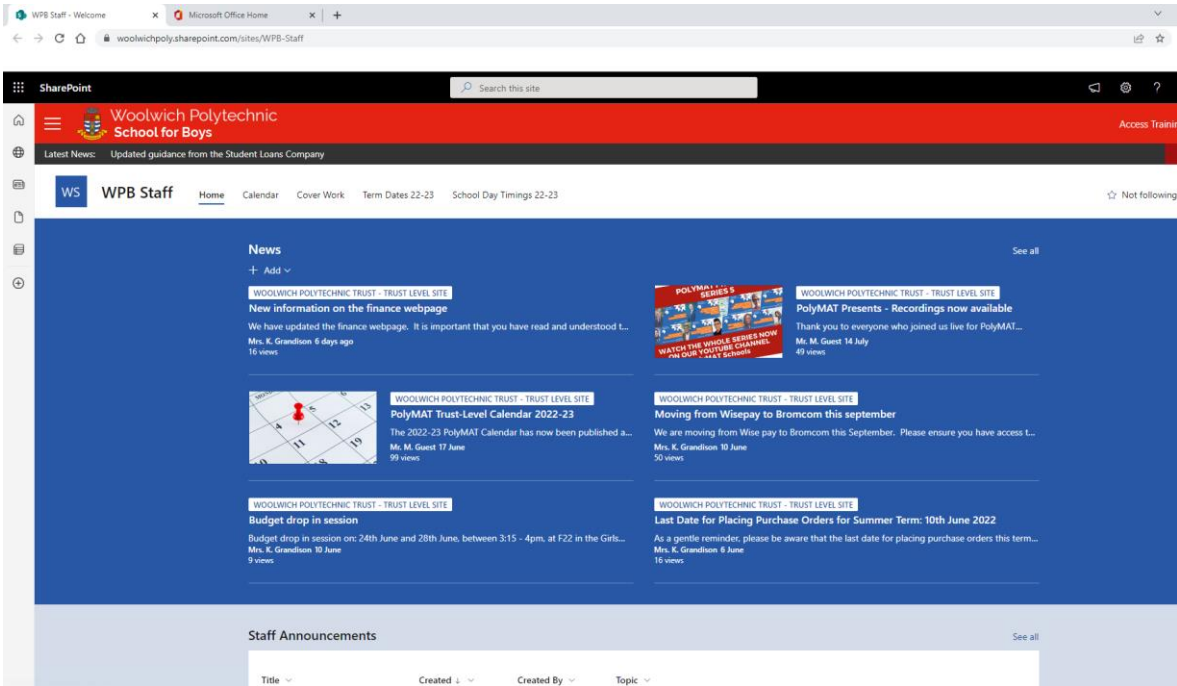 WPB Staff - Welcome
Microsoft Office Home
woolwichpoly.sharepoint.com/sites/WPB-Staff
SharePoint
Search this site
Woolwich Polytechnic
School for Boys
Access Trainin
Latest News: Updated guidance from the Student Loans Company
WS
WPB Staff
Home
Calendar
Cover Work
Term Dates 22-23
School Day Timings 22-23
Not following
News
See all
+ Add
WOOLWICH POLYTECHNIC TRUST - TRUST LEVEL SITE
New information on the finance webpage
We have updated the finance webpage. It is important that you have read and understood t...
Mrs. K. Grandison 6 days ago
16 views
SERIES 5
WATCH THE WHOLE SERIES NOW
ON OUR YOUTUBE CHANNEL
MAT Schools
WOOLWICH POLYTECHNIC TRUST - TRUST LEVEL SITE
PolyMAT Presents - Recordings now available
Thank you to everyone who joined us live for PolyMAT...
Mr. M. Guest 14 July
49 views
4
5
11
12
13
19
WOOLWICH POLYTECHNIC TRUST - TRUST LEVEL SITE
PolyMAT Trust-Level Calendar 2022-23
The 2022-23 PolyMAT Calendar has now been published a...
Mr. M. Guest 17 June
99 views
WOOLWICH POLYTECHNIC TRUST - TRUST LEVEL SITE
Moving from Wisepay to Bromcom this september
We are moving from Wise pay to Bromcom this September. Please ensure you have access t...
Mrs. K. Grandison 10 June
50 views
WOOLWICH POLYTECHNIC TRUST - TRUST LEVEL SITE
Budget drop in session
Budget drop in session on: 24th June and 28th June, between 3:15 - 4pm, at F22 in the Girls...
Mrs. K. Grandison 10 June
9 views
WOOLWICH POLYTECHNIC TRUST - TRUST LEVEL SITE
Last Date for Placing Purchase Orders for Summer Term: 10th June 2022
As a gentle reminder, please be aware that the last date for placing purchase orders this term...
Mrs. K. Grandison 6 June
16 views
Staff Announcements
See all
Title
Created ↓
Created By
Topic